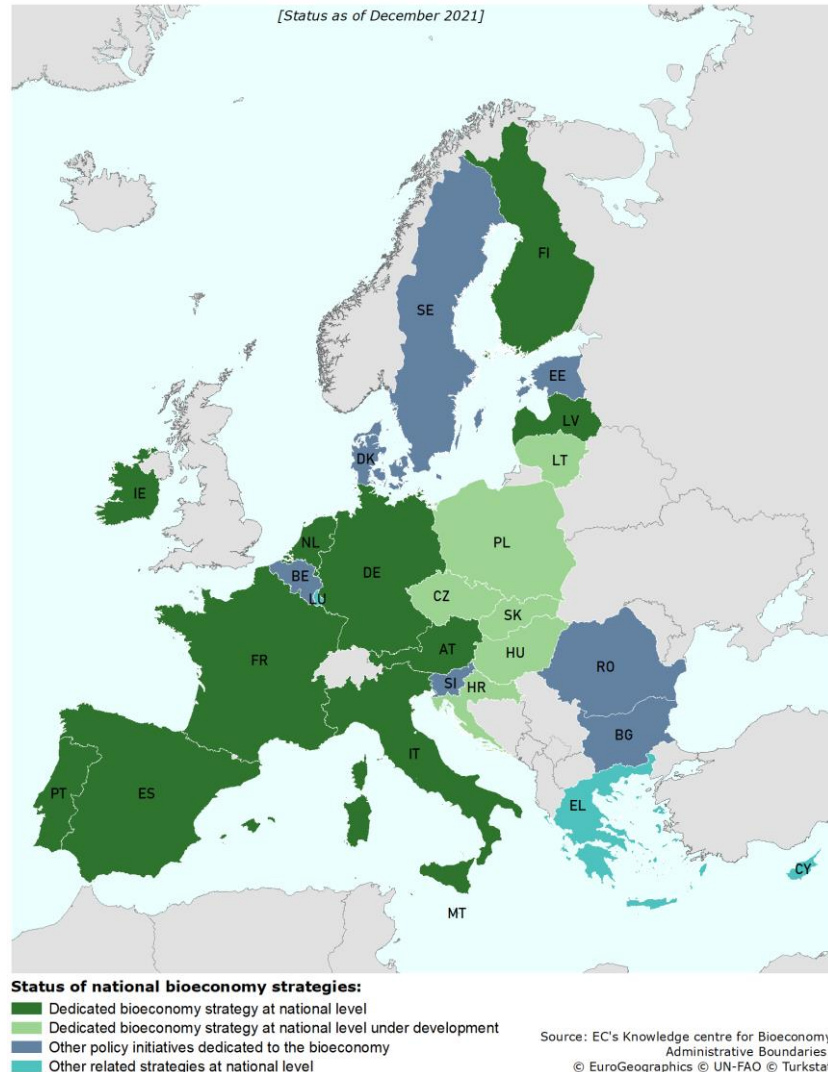 [Status as of December 2021]
FI
SE
EE
LV
DK
LT
IE
NL
PL
BE
DE
LU
CZ
SK
AT
HU
FR
SI
HR
RO
BG
IT
PT
ES
EL
CY
MT
Status of national bioeconomy strategies:
Dedicated bioeconomy strategy at national level
Dedicated bioeconomy strategy at national level under development
Other policy initiatives dedicated to the bioeconomy
Other related strategies at national level
Source: EC's Knowledge centre for Bioeconomy
Administrative Boundaries:
© EuroGeographics © UN-FAO © Turkstat